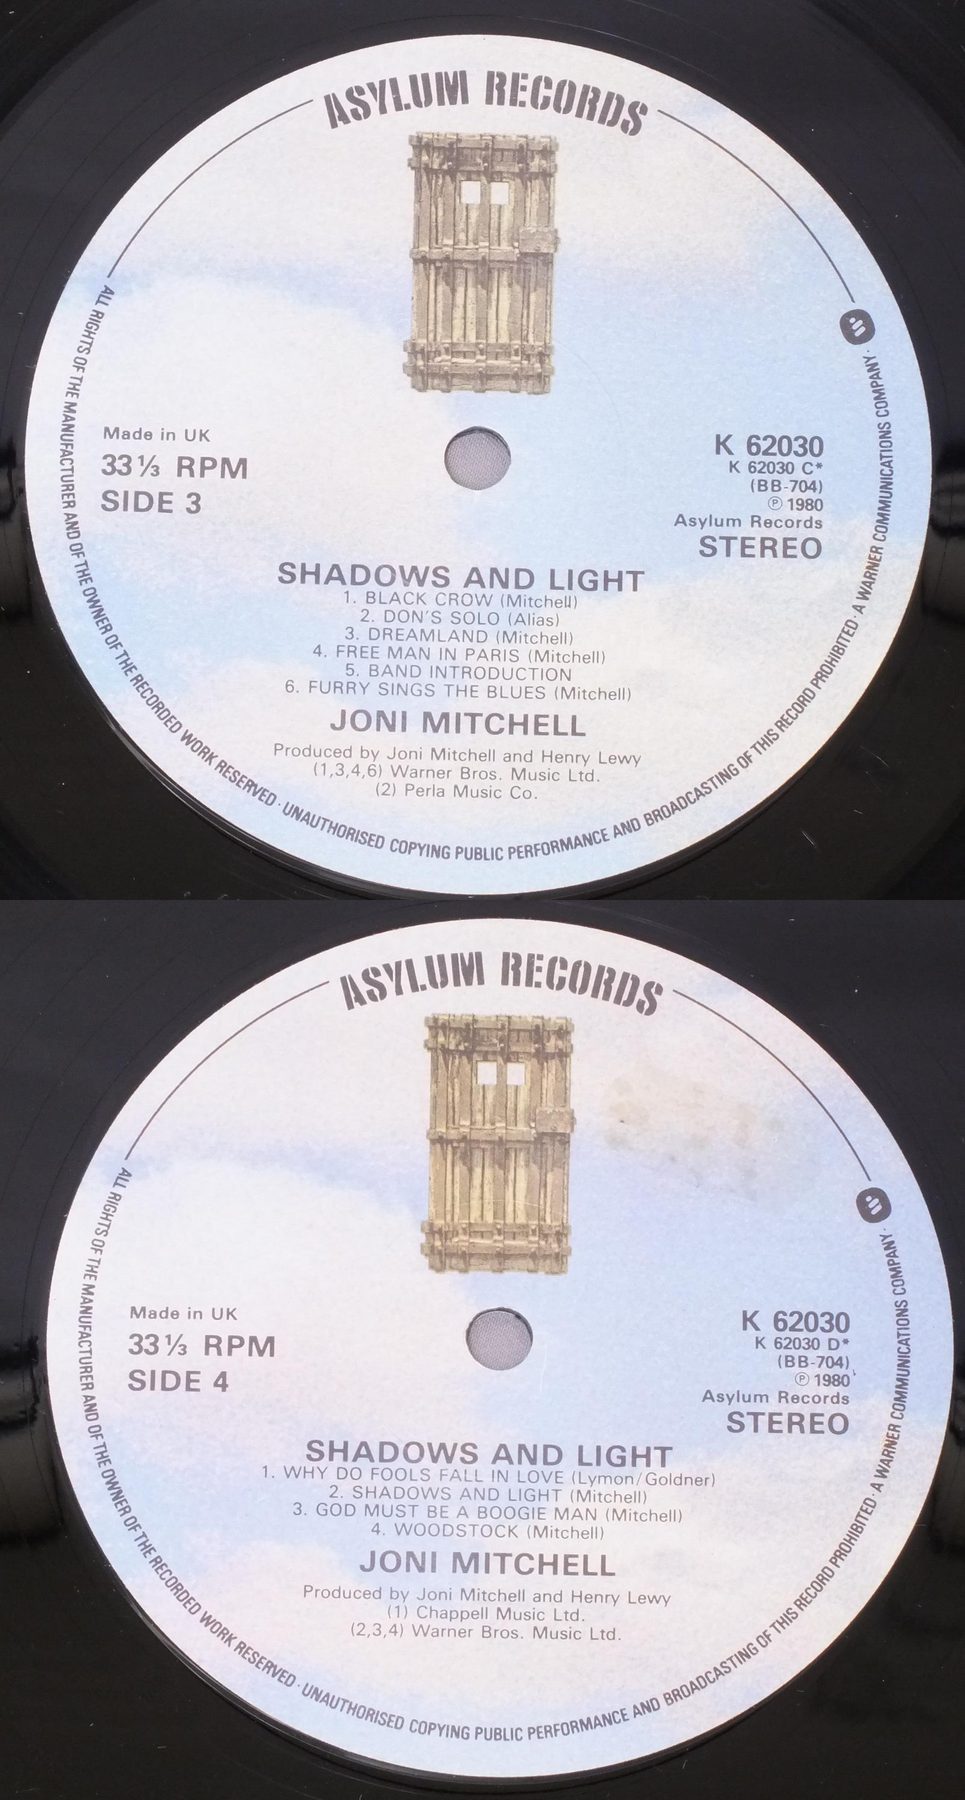 ASYLUM RECORDS
Made in UK
33 1/3 RPM
SIDE 3
K 62030
K 62030 C*
(BB-704)
℗ 1980
Asylum Records
STEREO
SHADOWS AND LIGHT
1. BLACK CROW (Mitchell)
2. DON'S SOLO (Alias)
3. DREAMLAND (Mitchell)
4. FREE MAN IN PARIS (Mitchell)
5. BAND INTRODUCTION
6. FURRY SINGS THE BLUES (Mitchell)
JONI MITCHELL
Produced by Joni Mitchell and Henry Lewy
(1,3,4,6) Warner Bros. Music Ltd.
(2) Perla Music Co.
ALL RIGHTS OF THE MANUFACTURER AND OF THE OWNER OF THE RECORDED WORK RESERVED · UNAUTHORISED COPYING PUBLIC PERFORMANCE AND BROADCASTING OF THIS RECORD PROHIBITED · A WARNER COMMUNICATIONS COMPANY ·
ASYLUM RECORDS
Made in UK
33 1/3 RPM
SIDE 4
K 62030
K 62030 D*
(BB-704)
℗ 1980
Asylum Records
STEREO
SHADOWS AND LIGHT
1. WHY DO FOOLS FALL IN LOVE (Lymon/Goldner)
2. SHADOWS AND LIGHT (Mitchell)
3. GOD MUST BE A BOOGIE MAN (Mitchell)
4. WOODSTOCK (Mitchell)
JONI MITCHELL
Produced by Joni Mitchell and Henry Lewy
(1) Chappell Music Ltd.
(2,3,4) Warner Bros. Music Ltd.
ALL RIGHTS OF THE MANUFACTURER AND OF THE OWNER OF THE RECORDED WORK RESERVED · UNAUTHORISED COPYING PUBLIC PERFORMANCE AND BROADCASTING OF THIS RECORD PROHIBITED · A WARNER COMMUNICATIONS COMPANY ·